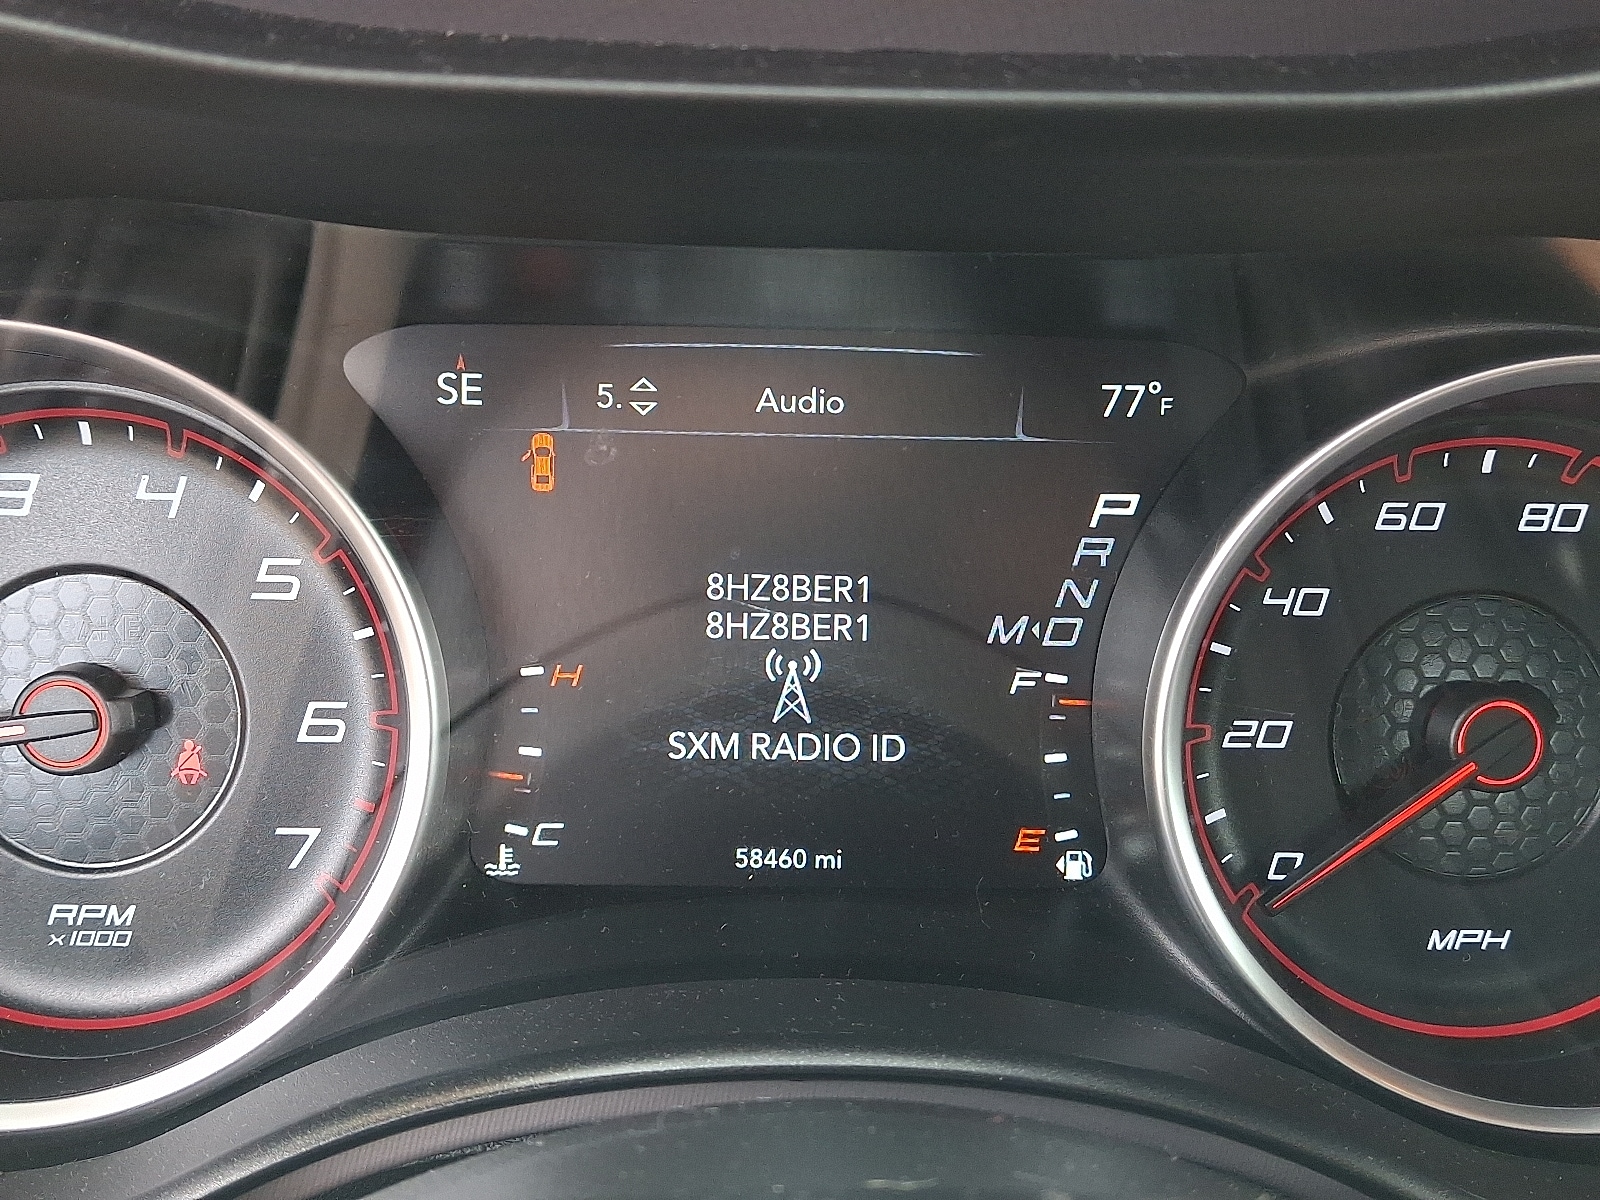 SE
5.
Audio
77°F
P
R
N
M D
8HZ8BER1
8HZ8BER1
SXM RADIO ID
58460 mi
H
C
F
E
3
4
5
6
7
RPM
x1000
0
20
40
60
80
MPH